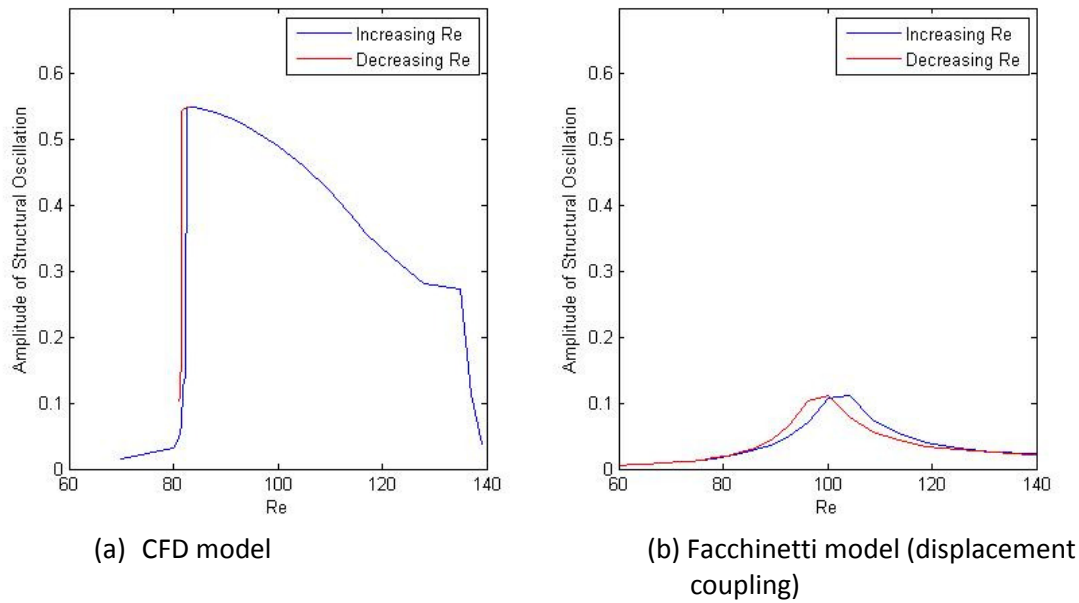 Increasing Re
Decreasing Re
0.6
0.5
0.4
0.3
0.2
0.1
0
Amplitude of Structural Oscillation
60
80
100
120
140
Re
(a) CFD model
Increasing Re
Decreasing Re
0.6
0.5
0.4
0.3
0.2
0.1
0
Amplitude of Structural Oscillation
60
80
100
120
140
Re
(b) Facchinetti model (displacement
coupling)